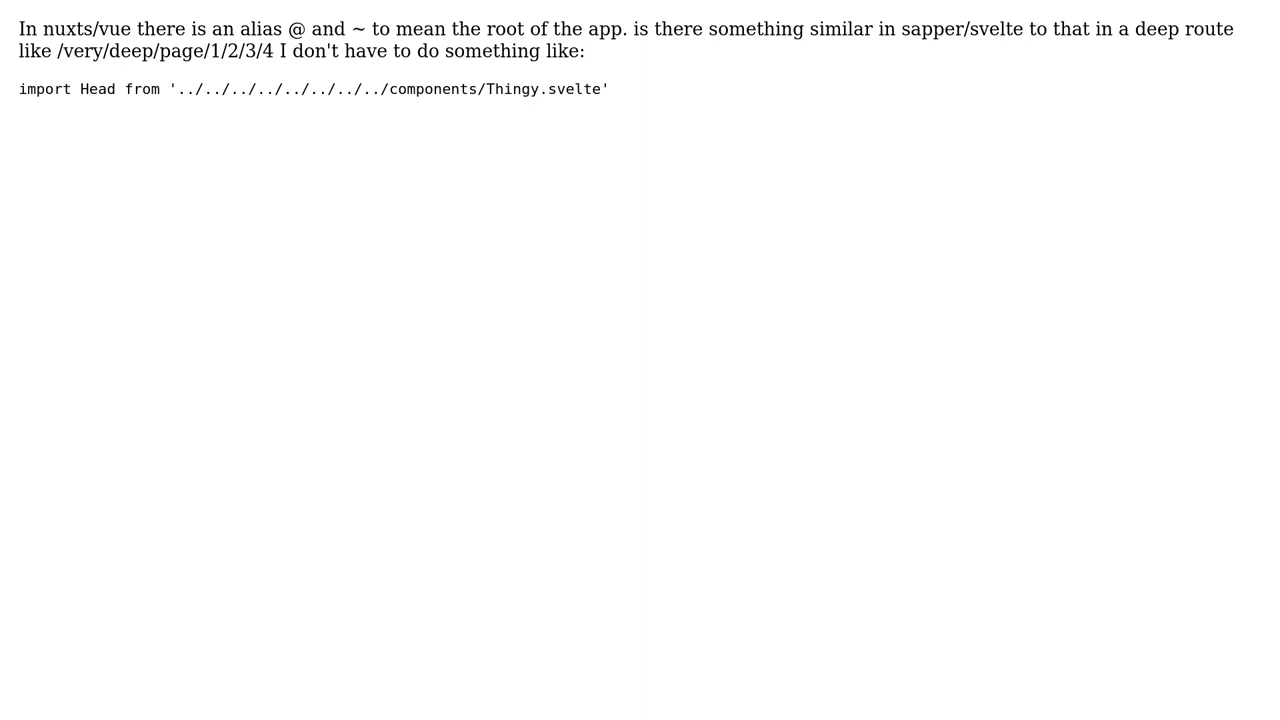 In nuxts/vue there is an alias @ and ~ to mean the root of the app. is there something similar in sapper/svelte to that in a deep route
like /very/deep/page/1/2/3/4 I don't have to do something like:
import Head from '../../../../../../../../components/Thingy.svelte'